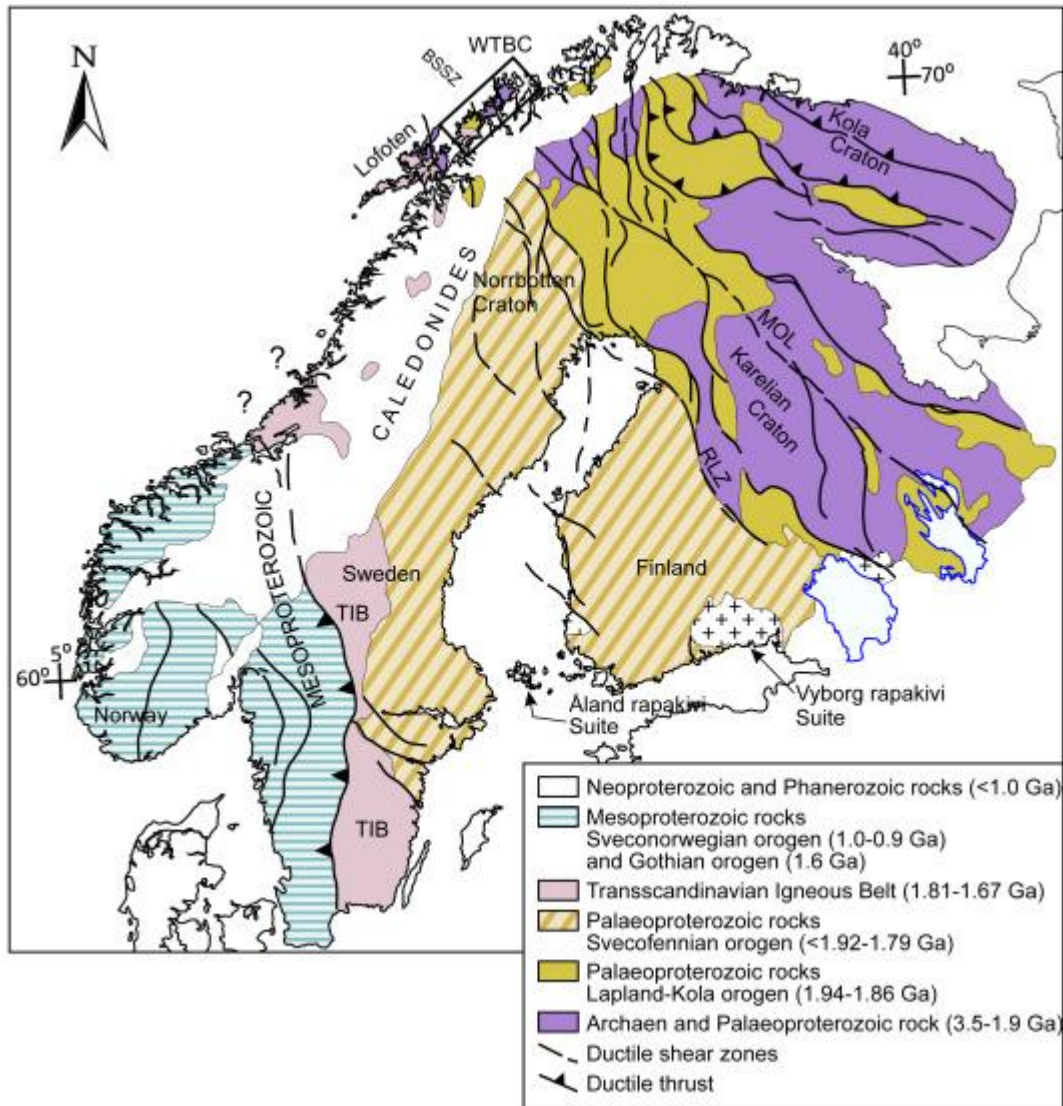 N
WTBC
BSSZ
Lofoten
40º
70º
Kola
Craton
CALEDONIDES
Norrbotten
Craton
MOL
Karelian
Craton
RLZ
?
?
MESOPROTEROZOIC
Sweden
TIB
Finland
5º
60º
Norway
Åland rapakivi
Suite
Vyborg rapakivi
Suite
TIB
Neoproterozoic and Phanerozoic rocks (<1.0 Ga)
Mesoproterozoic rocks
Sveconorwegian orogen (1.0-0.9 Ga)
and Gothian orogen (1.6 Ga)
Transscandinavian Igneous Belt (1.81-1.67 Ga)
Palaeoproterozoic rocks
Svecofennian orogen (<1.92-1.79 Ga)
Palaeoproterozoic rocks
Lapland-Kola orogen (1.94-1.86 Ga)
Archaen and Palaeoproterozoic rock (3.5-1.9 Ga)
Ductile shear zones
Ductile thrust